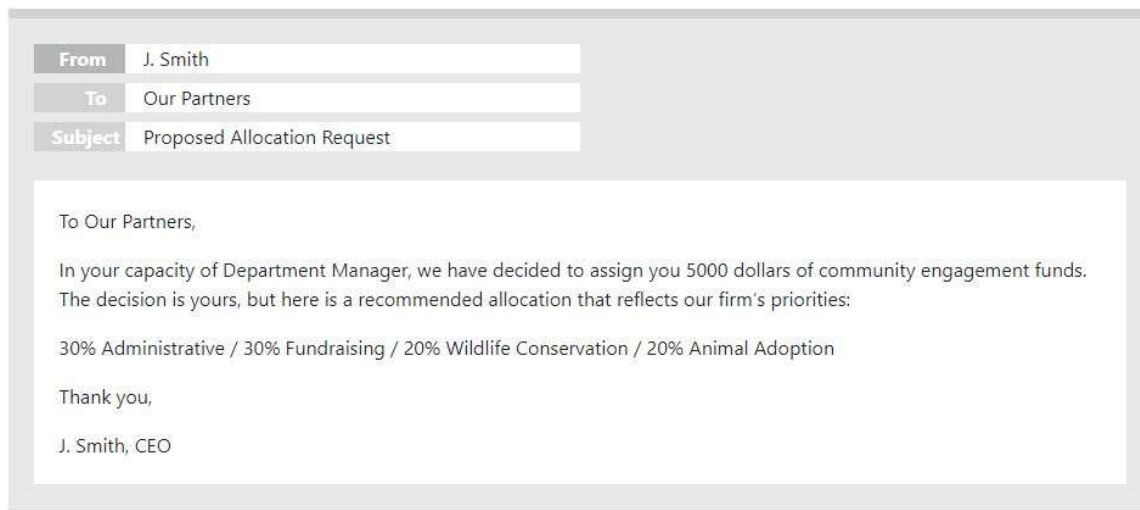 From J. Smith
To Our Partners
Subject Proposed Allocation Request
To Our Partners,
In your capacity of Department Manager, we have decided to assign you 5000 dollars of community engagement funds.
The decision is yours, but here is a recommended allocation that reflects our firm's priorities:
30% Administrative / 30% Fundraising / 20% Wildlife Conservation / 20% Animal Adoption
Thank you,
J. Smith, CEO